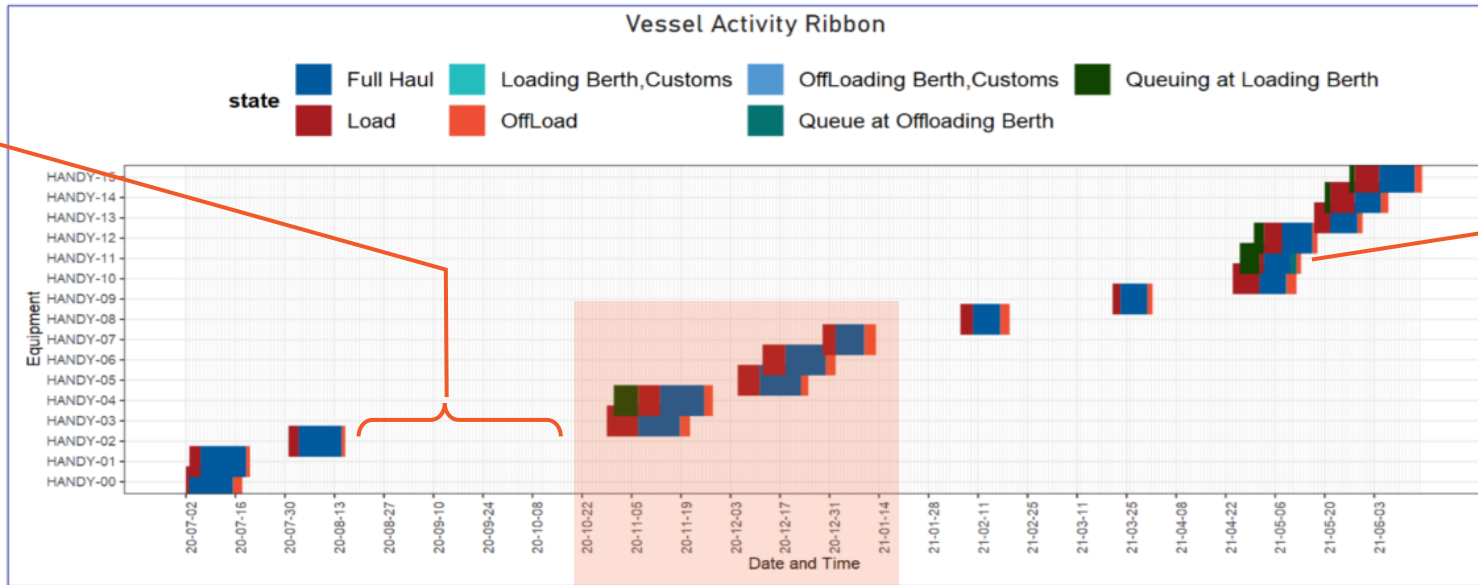 Vessel Activity Ribbon
state
Full Haul
Loading Berth,Customs
OffLoading Berth,Customs
Queuing at Loading Berth
Load
OffLoad
Queue at Offloading Berth
Equipment
HANDY-15
HANDY-14
HANDY-13
HANDY-12
HANDY-11
HANDY-10
HANDY-09
HANDY-08
HANDY-07
HANDY-06
HANDY-05
HANDY-04
HANDY-03
HANDY-02
HANDY-01
HANDY-00
20-07-02
20-07-16
20-07-30
20-08-13
20-08-27
20-09-10
20-09-24
20-10-08
20-10-22
20-11-05
20-11-19
20-12-03
20-12-17
20-12-31
21-01-14
21-01-28
21-02-11
21-02-25
21-03-11
21-03-25
21-04-08
21-04-22
21-05-06
21-05-20
21-06-03
Date and Time